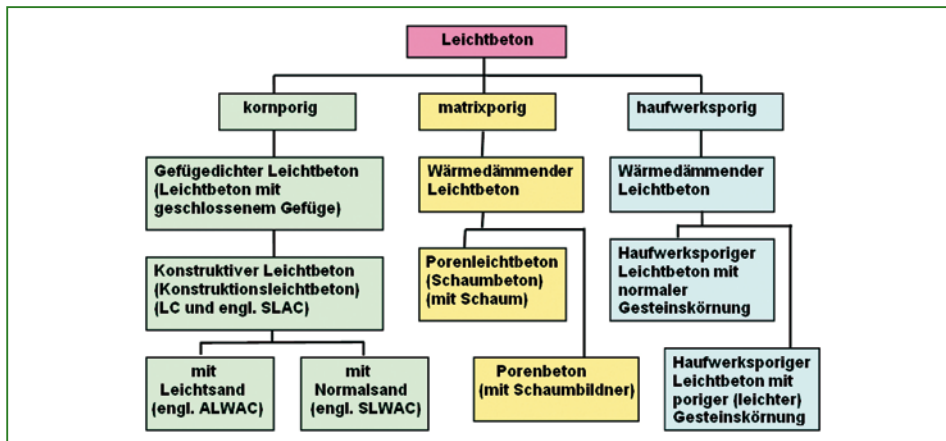 Leichtbeton
kornporig
matrixporig
haufwerksporig
Gefügedichter Leichtbeton
(Leichtbeton mit
geschlossenem Gefüge)
Wärmedämmender
Leichtbeton
Wärmedämmender
Leichtbeton
Konstruktiver Leichtbeton
(Konstruktionsleichtbeton)
(LC und engl. SLAC)
Porenleichtbeton
(Schaumbeton)
(mit Schaum)
Haufwerksporiger
Leichtbeton mit
normaler
Gesteinskörnung
mit
Leichtsand
(engl. ALWAC)
mit
Normalsand
(engl. SLWAC)
Porenbeton
(mit Schaumbildner)
Haufwerksporiger
Leichtbeton mit
poriger (leichter)
Gesteinskörnung